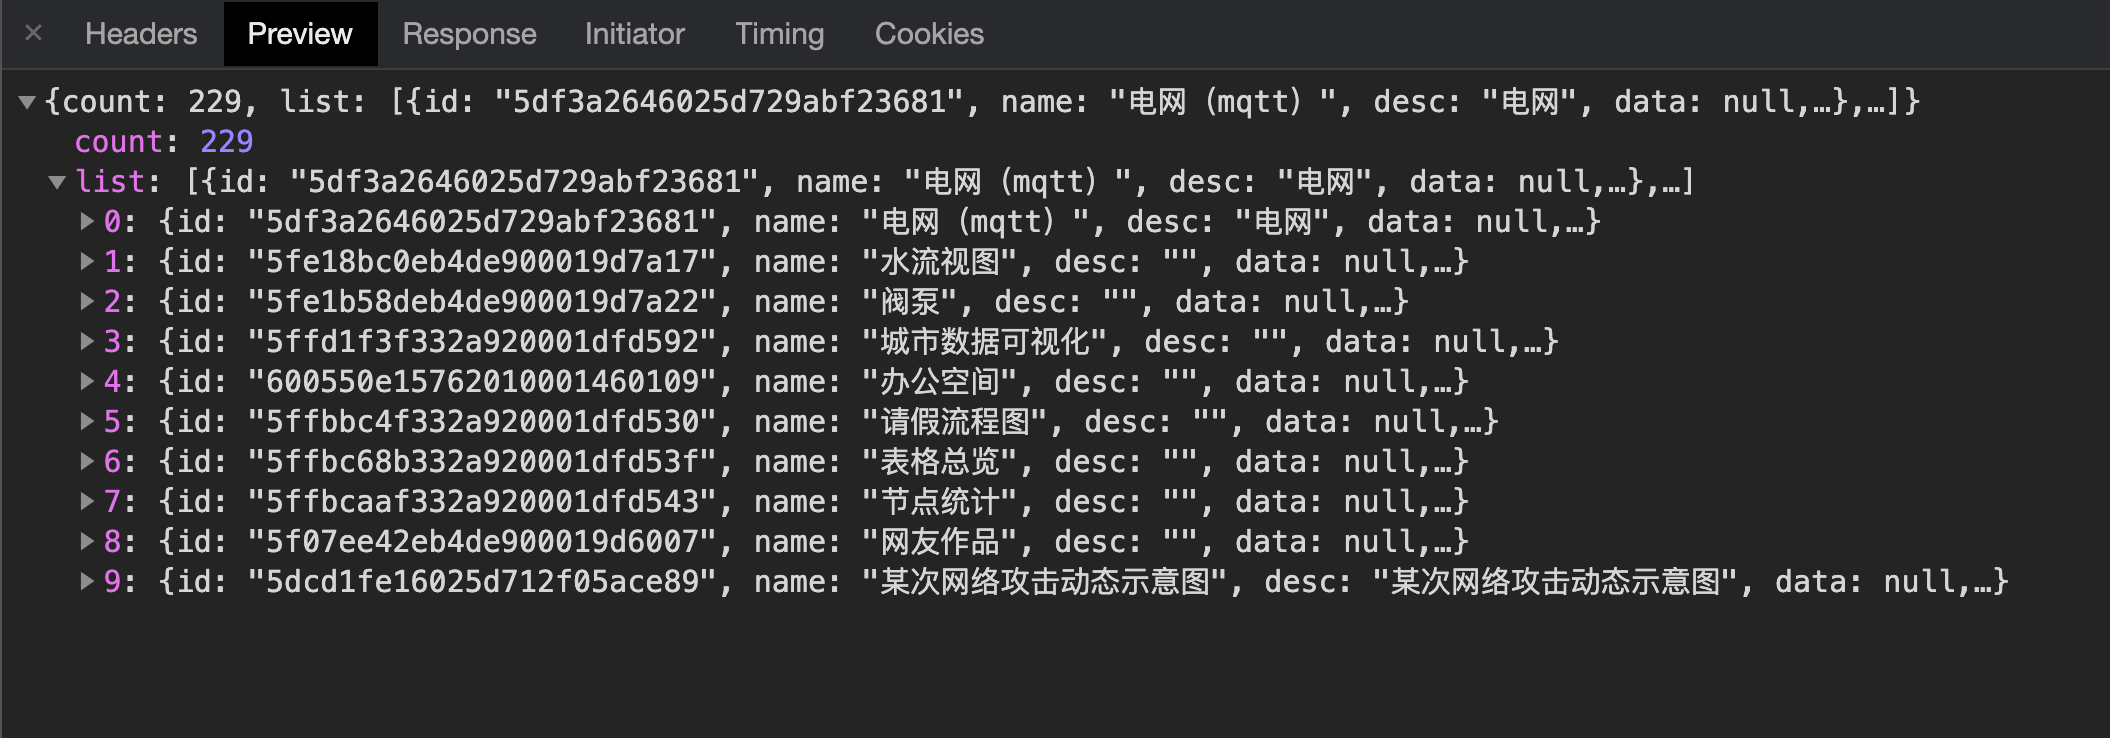 × Headers Preview Response Initiator Timing Cookies
▼{count: 229, list: [{id: "5df3a2646025d729abf23681", name: "电网（mqtt）", desc: "电网", data: null,…},…]}
count: 229
▼list: [{id: "5df3a2646025d729abf23681", name: "电网（mqtt）", desc: "电网", data: null,…},…]
▶0: {id: "5df3a2646025d729abf23681", name: "电网（mqtt）", desc: "电网", data: null,…}
▶1: {id: "5fe18bc0eb4de900019d7a17", name: "水流视图", desc: "", data: null,…}
▶2: {id: "5fe1b58deb4de900019d7a22", name: "阀泵", desc: "", data: null,…}
▶3: {id: "5ffd1f3f332a920001dfd592", name: "城市数据可视化", desc: "", data: null,…}
▶4: {id: "600550e15762010001460109", name: "办公空间", desc: "", data: null,…}
▶5: {id: "5ffbbc4f332a920001dfd530", name: "请假流程图", desc: "", data: null,…}
▶6: {id: "5ffbc68b332a920001dfd53f", name: "表格总览", desc: "", data: null,…}
▶7: {id: "5ffbcaaf332a920001dfd543", name: "节点统计", desc: "", data: null,…}
▶8: {id: "5f07ee42eb4de900019d6007", name: "网友作品", desc: "", data: null,…}
▶9: {id: "5dcd1fe16025d712f05ace89", name: "某次网络攻击动态示意图", desc: "某次网络攻击动态示意图", data: null,…}